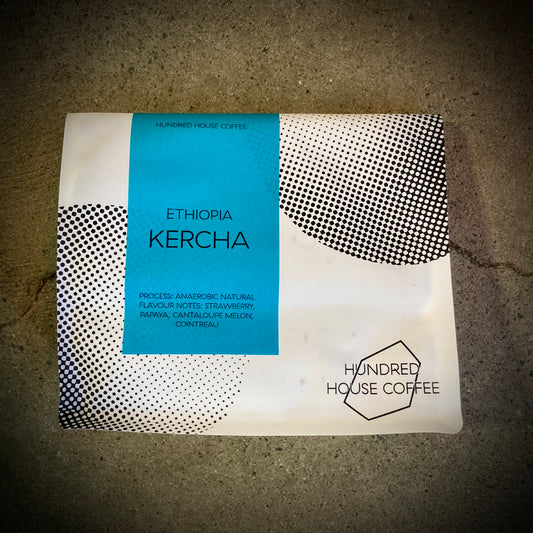 HUNDRED HOUSE COFFEE
ETHIOPIA
KERCHA
PROCESS: ANAEROBIC NATURAL
FLAVOUR NOTES: STRAWBERRY,
PAPAYA, CANTALOUPE MELON,
COINTREAU
HUNDRED
HOUSE COFFEE